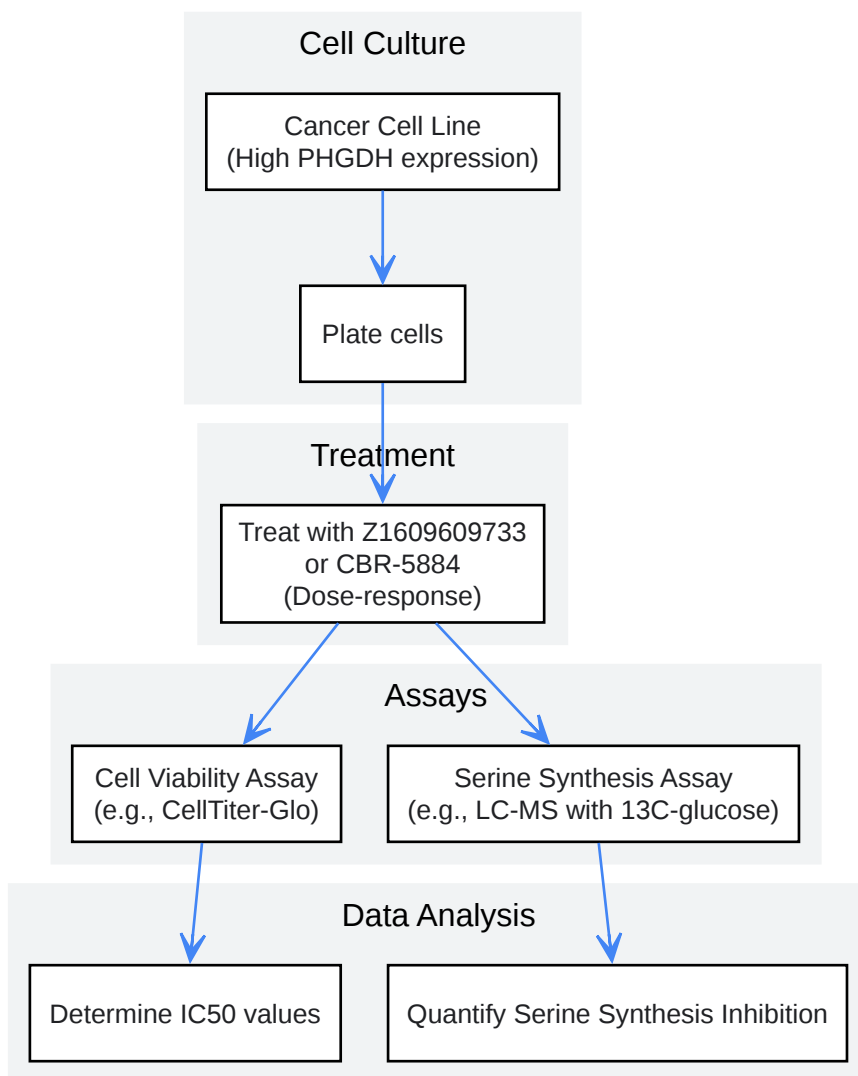 Cell Culture
Cancer Cell Line
(High PHGDH expression)
Plate cells
Treatment
Treat with Z1609609733
or CBR-5884
(Dose-response)
Assays
Cell Viability Assay
(e.g., CellTiter-Glo)
Serine Synthesis Assay
(e.g., LC-MS with 13C-glucose)
Data Analysis
Determine IC50 values
Quantify Serine Synthesis Inhibition